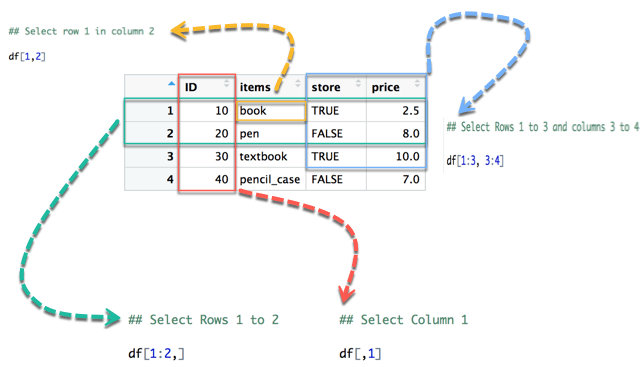 ## Select row 1 in column 2
df[1,2]
ID items store price
1 10 book TRUE 2.5
2 20 pen FALSE 8.0
3 30 textbook TRUE 10.0
4 40 pencil_case FALSE 7.0
## Select Rows 1 to 3 and columns 3 to 4
df[1:3, 3:4]
## Select Rows 1 to 2
df[1:2,]
## Select Column 1
df[,1]